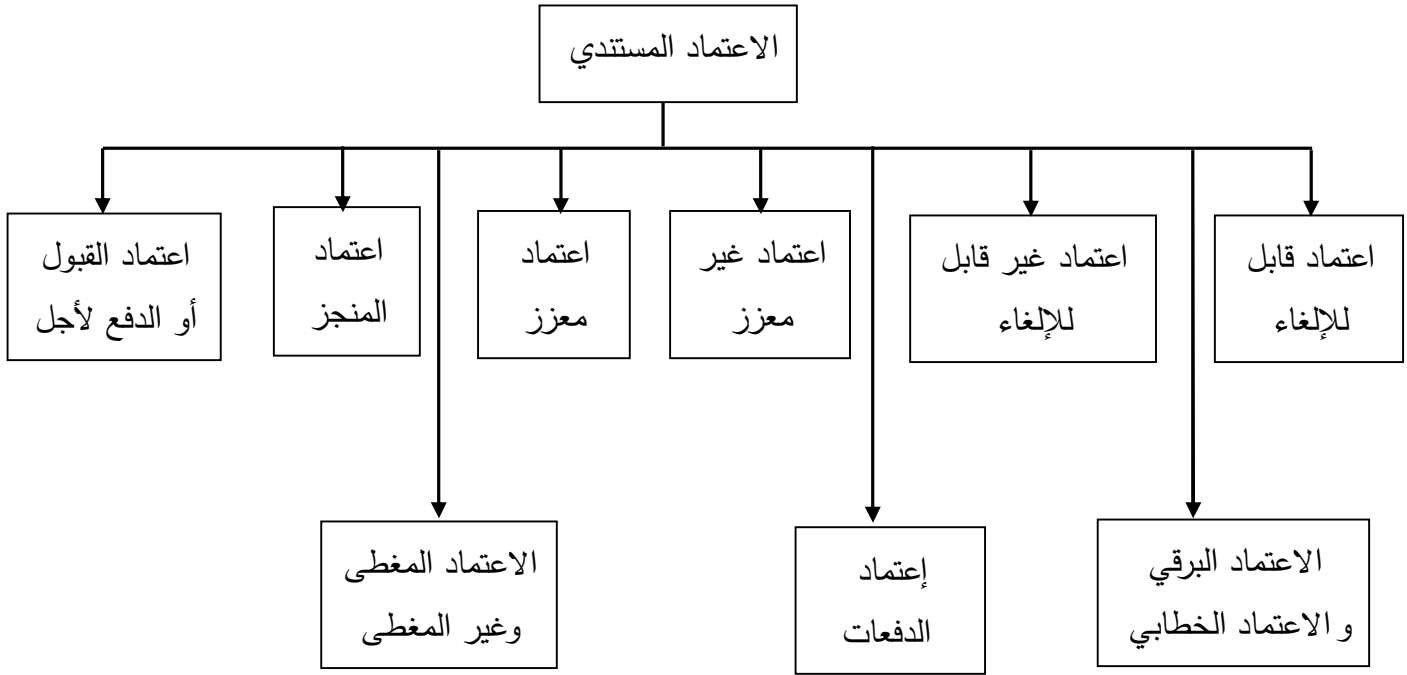 الاعتماد المستندي
اعتماد قابل
للإلغاء
اعتماد غير قابل
للإلغاء
اعتماد غير
معزز
اعتماد
معزز
اعتماد
المنجز
اعتماد القبول
أو الدفع لأجل
الاعتماد البرقي
و الاعتماد الخطابي
إعتماد
الدفعات
الاعتماد المغطى
وغير المغطى